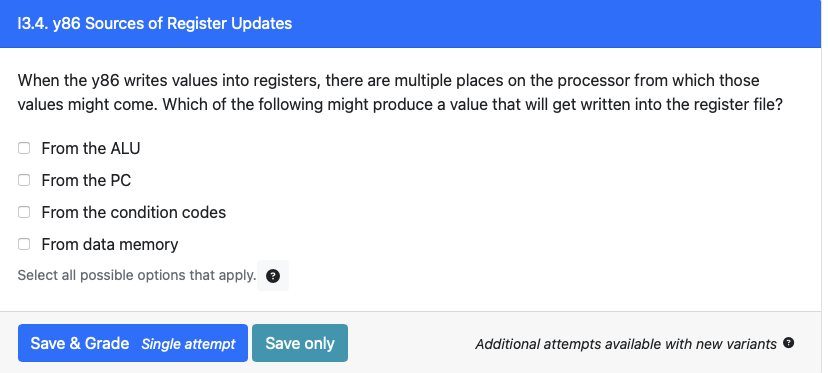 I3.4. y86 Sources of Register Updates
When the y86 writes values into registers, there are multiple places on the processor from which those
values might come. Which of the following might produce a value that will get written into the register file?
From the ALU
From the PC
From the condition codes
From data memory
Select all possible options that apply. ?
Save & Grade Single attempt Save only Additional attempts available with new variants ?